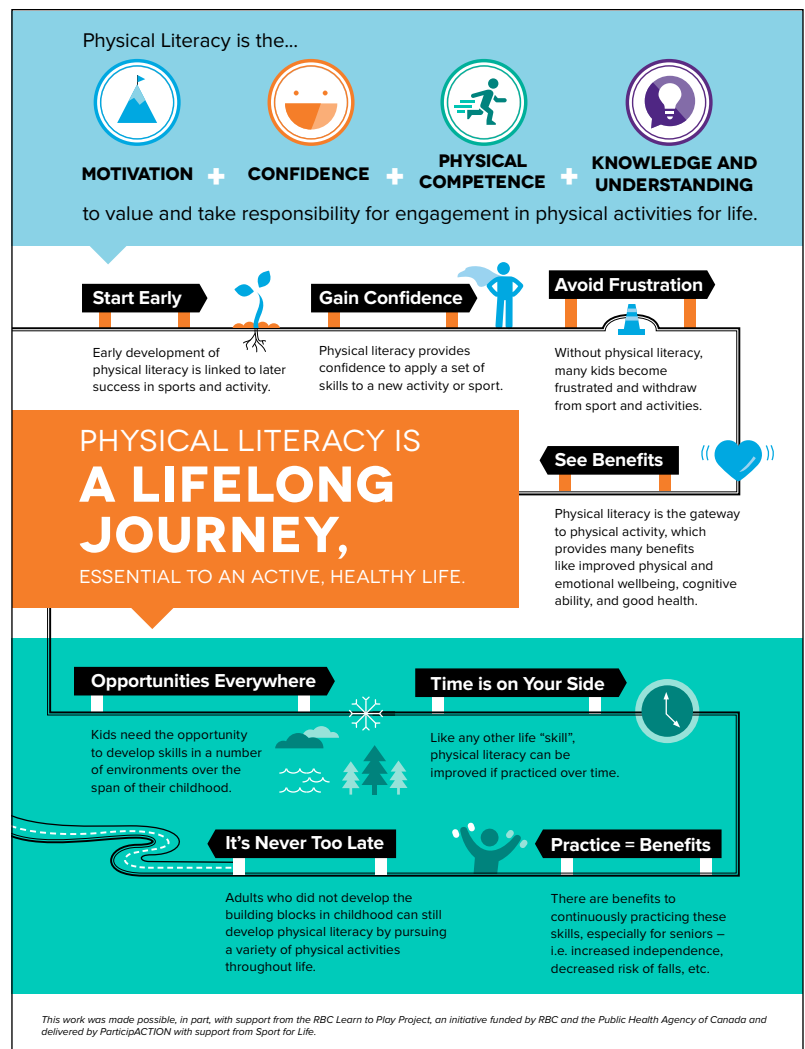 Physical Literacy is the...
MOTIVATION + CONFIDENCE + PHYSICAL COMPETENCE + KNOWLEDGE AND UNDERSTANDING
to value and take responsibility for engagement in physical activities for life.
Start Early
Early development of
physical literacy is linked to later
success in sports and activity.
Gain Confidence
Physical literacy provides
confidence to apply a set of
skills to a new activity or sport.
Avoid Frustration
Without physical literacy,
many kids become
frustrated and withdraw
from sport and activities.
See Benefits
Physical literacy is the gateway
to physical activity, which
provides many benefits
like improved physical and
emotional wellbeing, cognitive
ability, and good health.
PHYSICAL LITERACY IS
A LIFELONG
JOURNEY,
ESSENTIAL TO AN ACTIVE, HEALTHY LIFE.
Opportunities Everywhere
Kids need the opportunity
to develop skills in a number
of environments over the
span of their childhood.
Time is on Your Side
Like any other life “skill”,
physical literacy can be
improved if practiced over time.
Practice = Benefits
There are benefits to
continuously practicing these
skills, especially for seniors –
i.e. increased independence,
decreased risk of falls, etc.
It’s Never Too Late
Adults who did not develop the
building blocks in childhood can still
develop physical literacy by pursuing
a variety of physical activities
throughout life.
This work was made possible, in part, with support from the RBC Learn to Play Project, an initiative funded by RBC and the Public Health Agency of Canada and
delivered by ParticipACTION with support from Sport for Life.